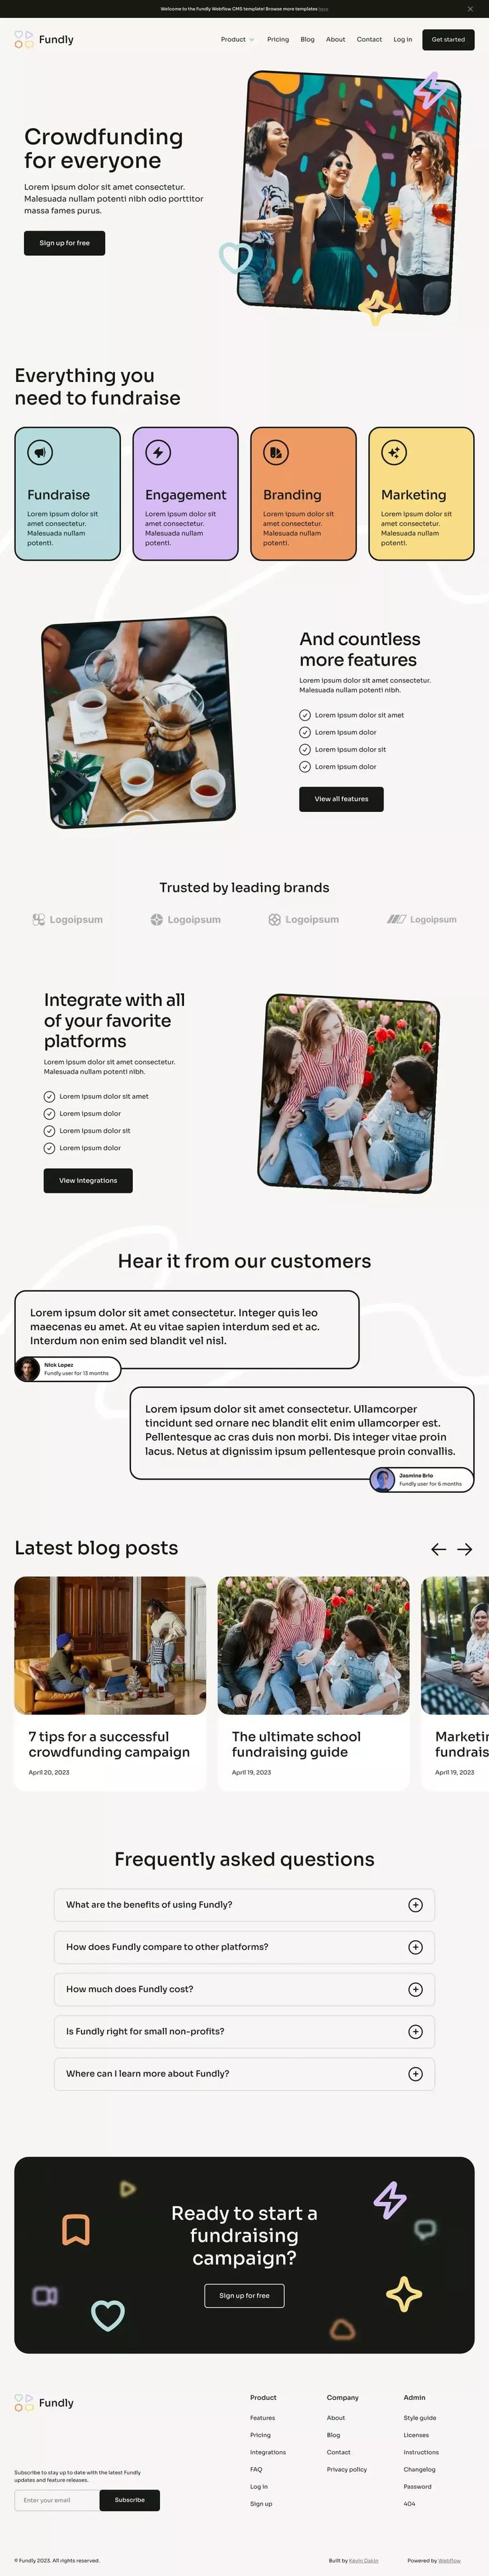 Welcome to the Fundly Webflow CMS template! Browse more templates here
Fundly
Product
Pricing
Blog
About
Contact
Log in
Get started
Crowdfunding
for everyone
Lorem ipsum dolor sit amet consectetur.
Malesuada nullam potenti nibh odio porttitor
massa fames purus.
Sign up for free
Everything you
need to fundraise
Fundraise
Lorem ipsum dolor sit
amet consectetur.
Malesuada nullam
potenti.
Engagement
Lorem ipsum dolor sit
amet consectetur.
Malesuada nullam
potenti.
Branding
Lorem ipsum dolor sit
amet consectetur.
Malesuada nullam
potenti.
Marketing
Lorem ipsum dolor sit
amet consectetur.
Malesuada nullam
potenti.
And countless
more features
Lorem ipsum dolor sit amet consectetur.
Malesuada nullam potenti nibh.
Lorem ipsum dolor sit amet
Lorem ipsum dolor
Lorem ipsum dolor sit
Lorem ipsum dolor
View all features
Trusted by leading brands
Logoipsum
Logoipsum
Logoipsum
Logoipsum
Integrate with all
of your favorite
platforms
Lorem ipsum dolor sit amet consectetur.
Malesuada nullam potenti nibh.
Lorem ipsum dolor sit amet
Lorem ipsum dolor
Lorem ipsum dolor sit
Lorem ipsum dolor
View integrations
Hear it from our customers
Lorem ipsum dolor sit amet consectetur. Integer quis leo
maecenas eu amet. At eu vitae sapien interdum sed et ac.
Interdum non enim sed blandit vel nisl.
Nick Lopez
Fundly user for 13 months
Lorem ipsum dolor sit amet consectetur. Ullamcorper
tincidunt sed ornare nec blandit elit enim ullamcorper est.
Pellentesque ac cras duis non morbi. Dis integer vitae proin
lacus. Netus at dignissim ipsum pellentesque proin convallis.
Jasmine Brio
Fundly user for 6 months
Latest blog posts
7 tips for a successful
crowdfunding campaign
April 20, 2023
The ultimate school
fundraising guide
April 19, 2023
Marketin
fundrais
April 19, 2023
Frequently asked questions
What are the benefits of using Fundly?
How does Fundly compare to other platforms?
How much does Fundly cost?
Is Fundly right for small non-profits?
Where can I learn more about Fundly?
Ready to start a
fundraising
campaign?
Sign up for free
Fundly
Subscribe to stay up to date with the latest Fundly
updates and feature releases.
Enter your email
Subscribe
Product
Features
Pricing
Integrations
FAQ
Log in
Sign up
Company
About
Blog
Contact
Privacy policy
Admin
Style guide
Licenses
Instructions
Changelog
Password
404
© Fundly 2023. All rights reserved.
Built by Kevin Dakin
Powered by Webflow